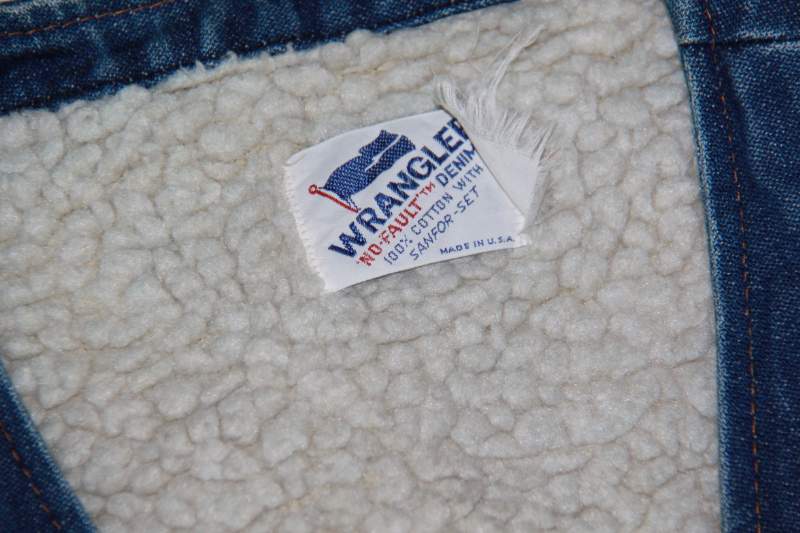 WRANGLER
'NO-FAULT'™ DENIM
100% COTTON WITH
SANFOR-SET
MADE IN U.S.A.